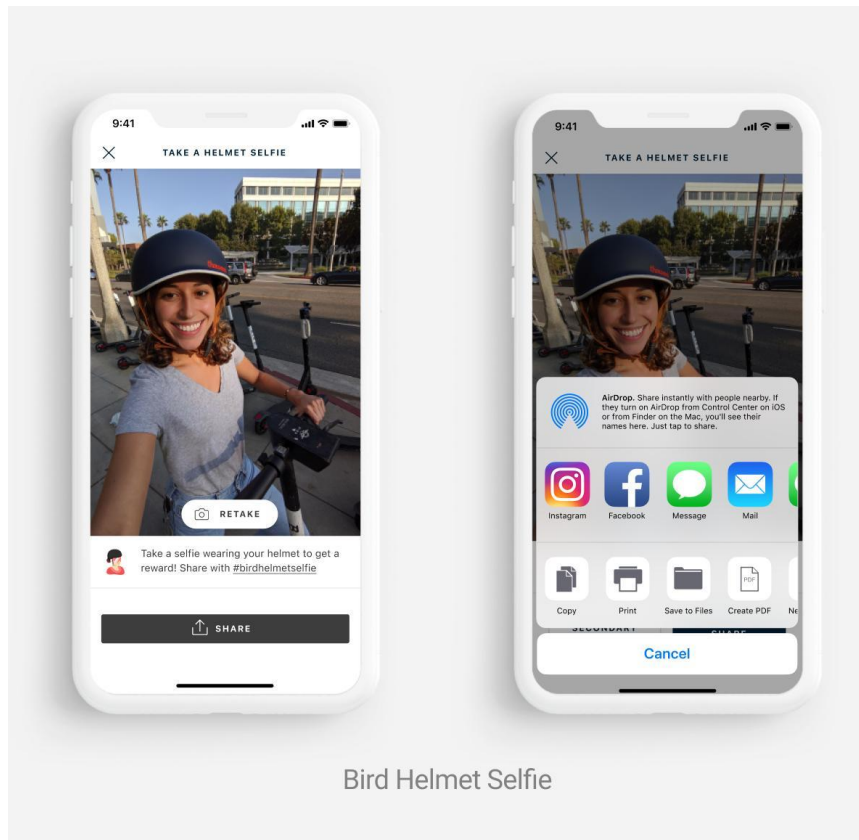 9:41
TAKE A HELMET SELFIE
RETAKE
Take a selfie wearing your helmet to get a
reward! Share with #birdhelmetselfie
SHARE
9:41
TAKE A HELMET SELFIE
AirDrop. Share instantly with people nearby. If
they turn on AirDrop from Control Center on iOS
or from Finder on the Mac, you'll see their
names here. Just tap to share.
Instagram
Facebook
Message
Mail
PDF
Copy
Print
Save to Files
Create PDF
Ne
SECONDARY
SHARE
Cancel
Bird Helmet Selfie